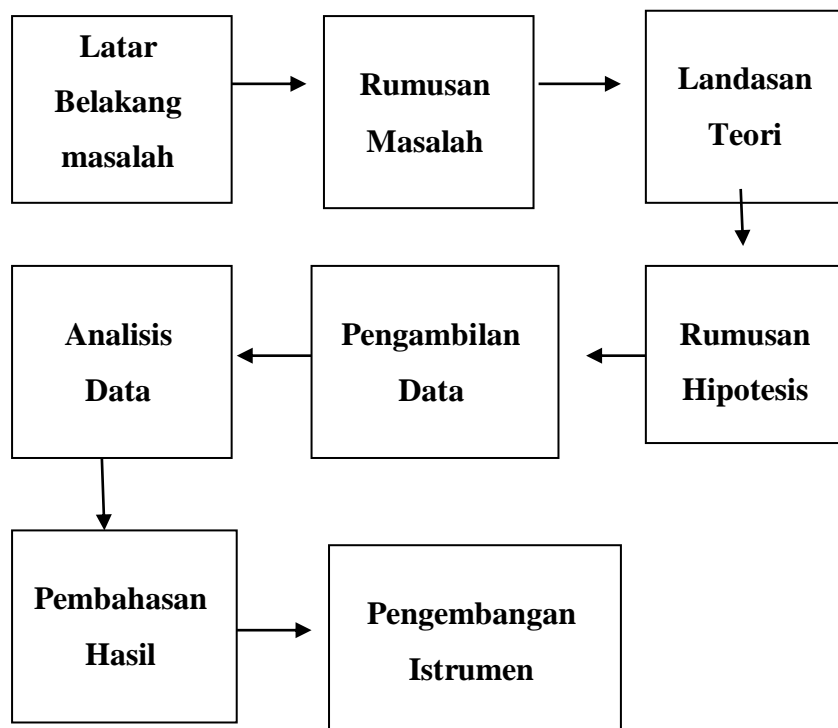 Latar
Belakang
masalah
Rumusan
Masalah
Landasan
Teori
Rumusan
Hipotesis
Pengambilan
Data
Analisis
Data
Pembahasan
Hasil
Pengembangan
Istrumen